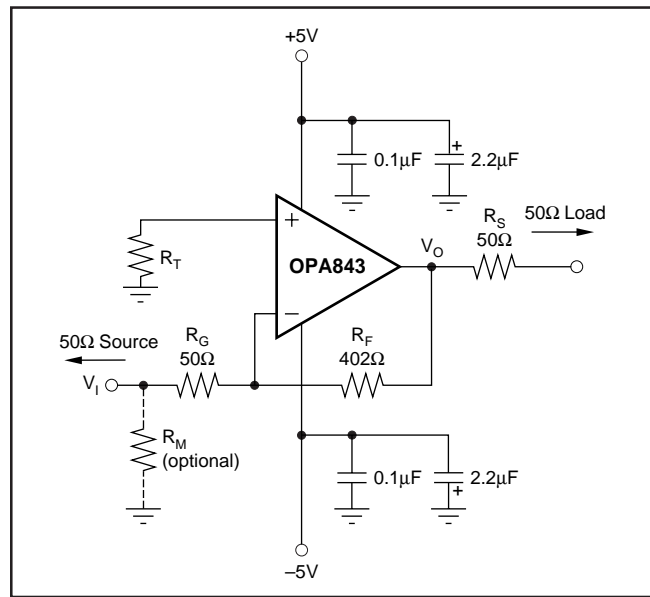 +5V
0.1μF
2.2μF
+
+
OPA843
–
R_T
V_O
R_S
50Ω
50Ω Load
50Ω Source
R_G
50Ω
R_F
402Ω
V_I
R_M
(optional)
0.1μF
2.2μF
+
–5V